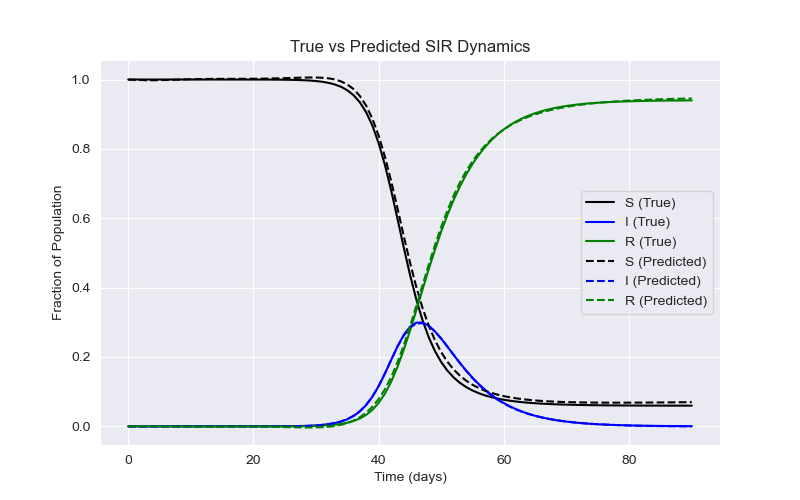 True vs Predicted SIR Dynamics
1.0
0.8
0.6
0.4
0.2
0.0
Fraction of Population
S (True)
I (True)
R (True)
S (Predicted)
I (Predicted)
R (Predicted)
0 20 40 60 80
Time (days)